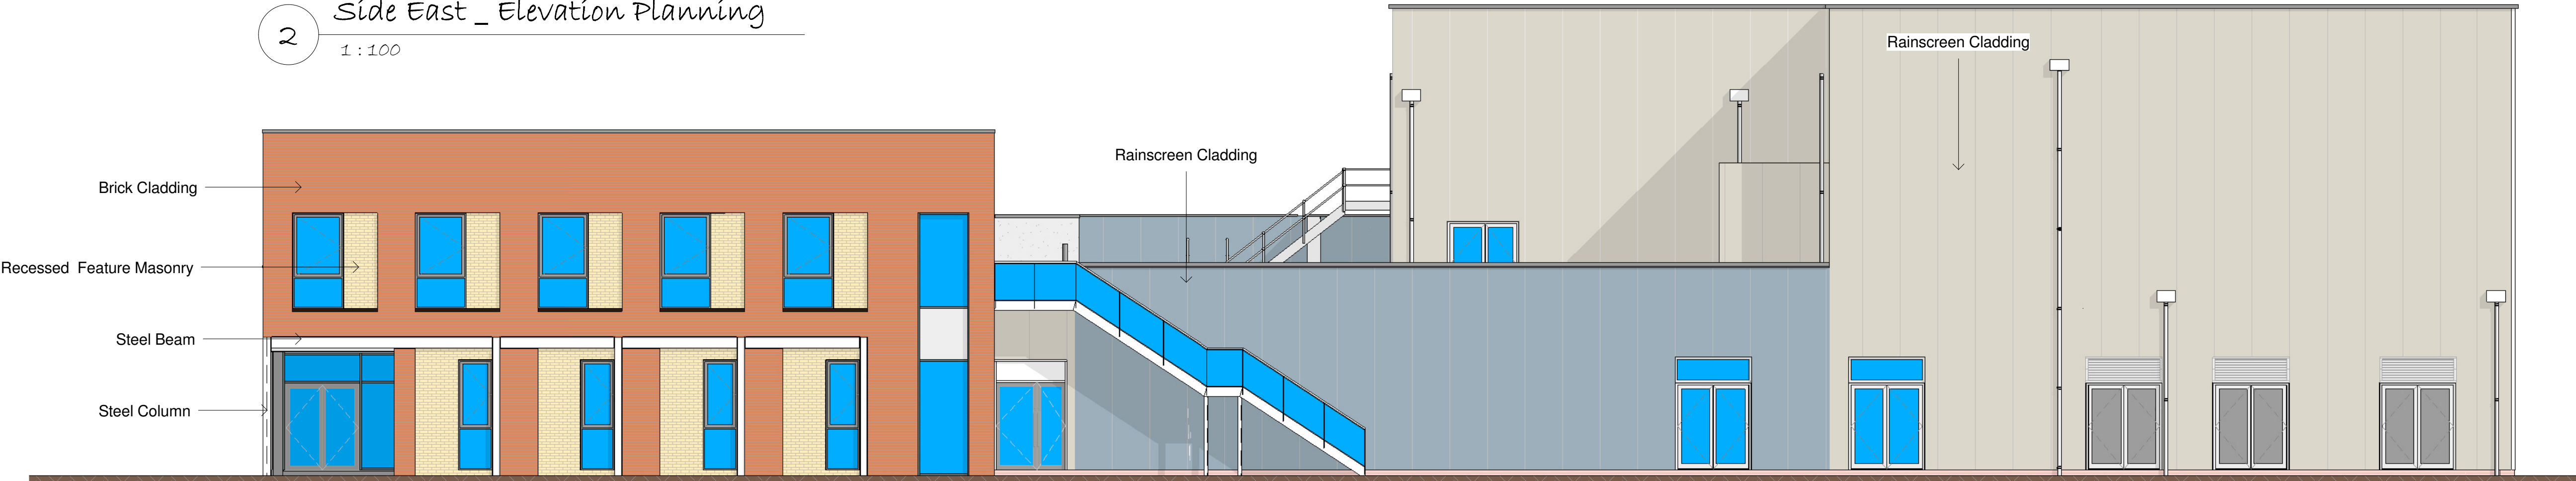 2
Side East _ Elevation Planning
1 : 100
Rainscreen Cladding
Rainscreen Cladding
Brick Cladding
Recessed  Feature Masonry
Steel Beam
Steel Column